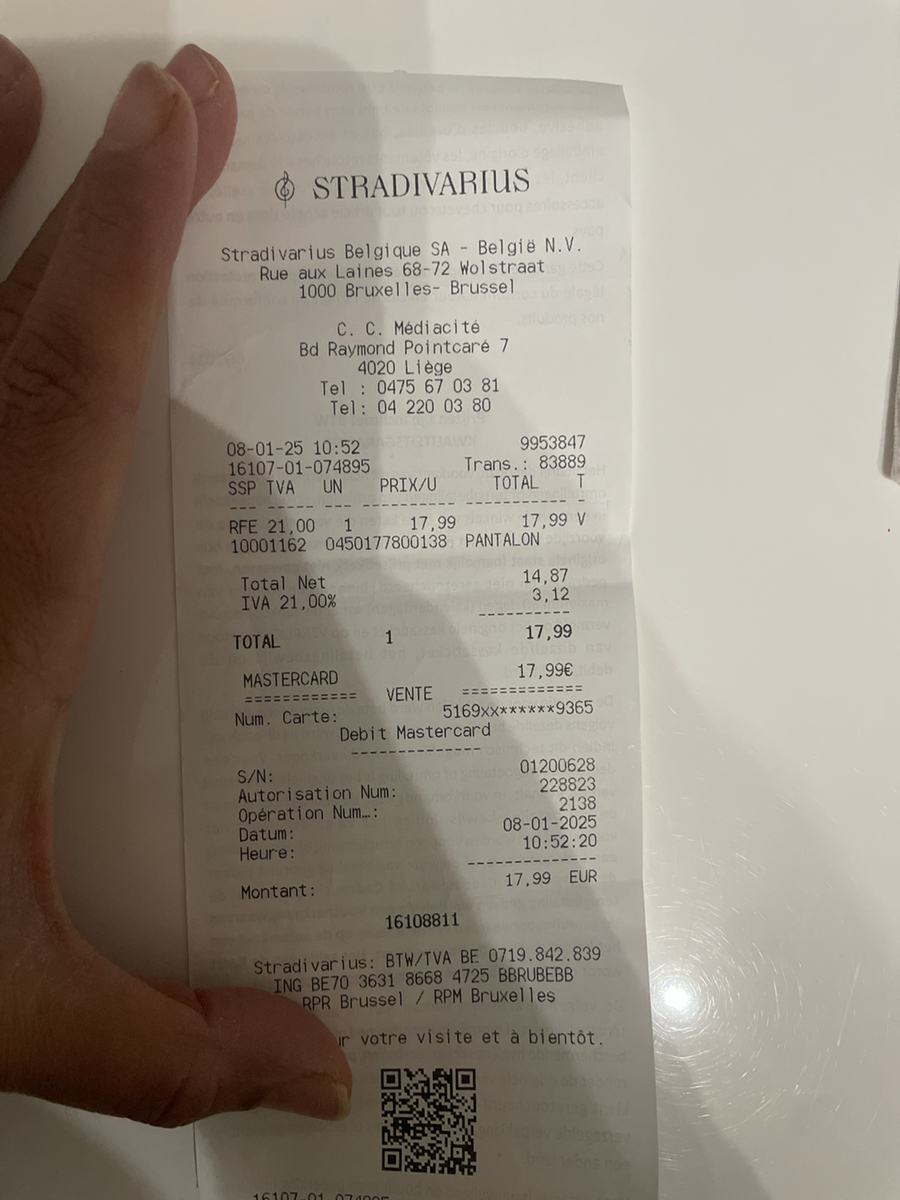 STRADIVARIUS
Stradivarius Belgique SA - België N.V.
Rue aux Laines 68-72 Wolstraat
1000 Bruxelles- Brussel
C. C. Médiacité
Bd Raymond Pointcaré 7
4020 Liège
Tel : 0475 67 03 81
Tel: 04 220 03 80
08-01-25 10:52 9953847
16107-01-074895 Trans.: 83889
SSP TVA UN PRIX/U TOTAL T
RFE 21,00 1 17,99 17,99 V
10001162 0450177800138 PANTALON
Total Net 14,87
IVA 21,00% 3,12
TOTAL 1 17,99
MASTERCARD 17,99€
============ VENTE =============
Num. Carte: 5169xx******9365
Debit Mastercard
S/N: 01200628
Autorisation Num: 228823
Opération Num…: 2138
Datum: 08-01-2025
Heure: 10:52:20
Montant: 17,99 EUR
16108811
Stradivarius: BTW/TVA BE 0719.842.839
ING BE70 3631 8668 4725 BBRUBEBB
RPR Brussel / RPM Bruxelles
votre visite et à bientôt.